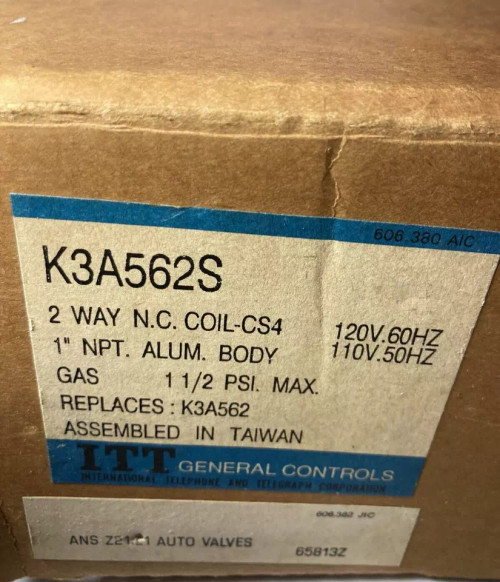 606.380 A/C
K3A562S
2 WAY N.C. COIL-CS4 120V.60HZ
1" NPT. ALUM. BODY 110V.50HZ
GAS 1 1/2 PSI. MAX.
REPLACES : K3A562
ASSEMBLED IN TAIWAN
ITT GENERAL CONTROLS
INTERNATIONAL TELEPHONE AND TELEGRAPH CORPORATION
606.382 JIC
ANS AUTO VALVES 65813Z